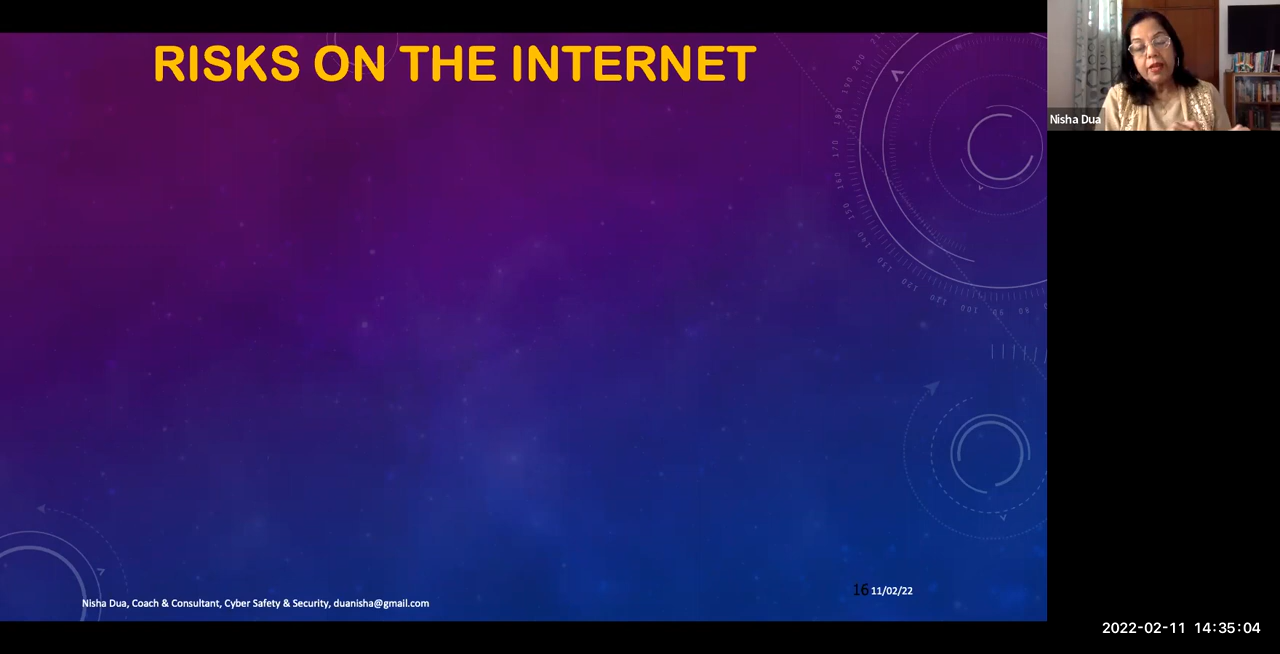 RISKS ON THE INTERNET
Nisha Dua
16 11/02/22
Nisha Dua, Coach & Consultant, Cyber Safety & Security, duanisha@gmail.com
2022-02-11 14:35:04